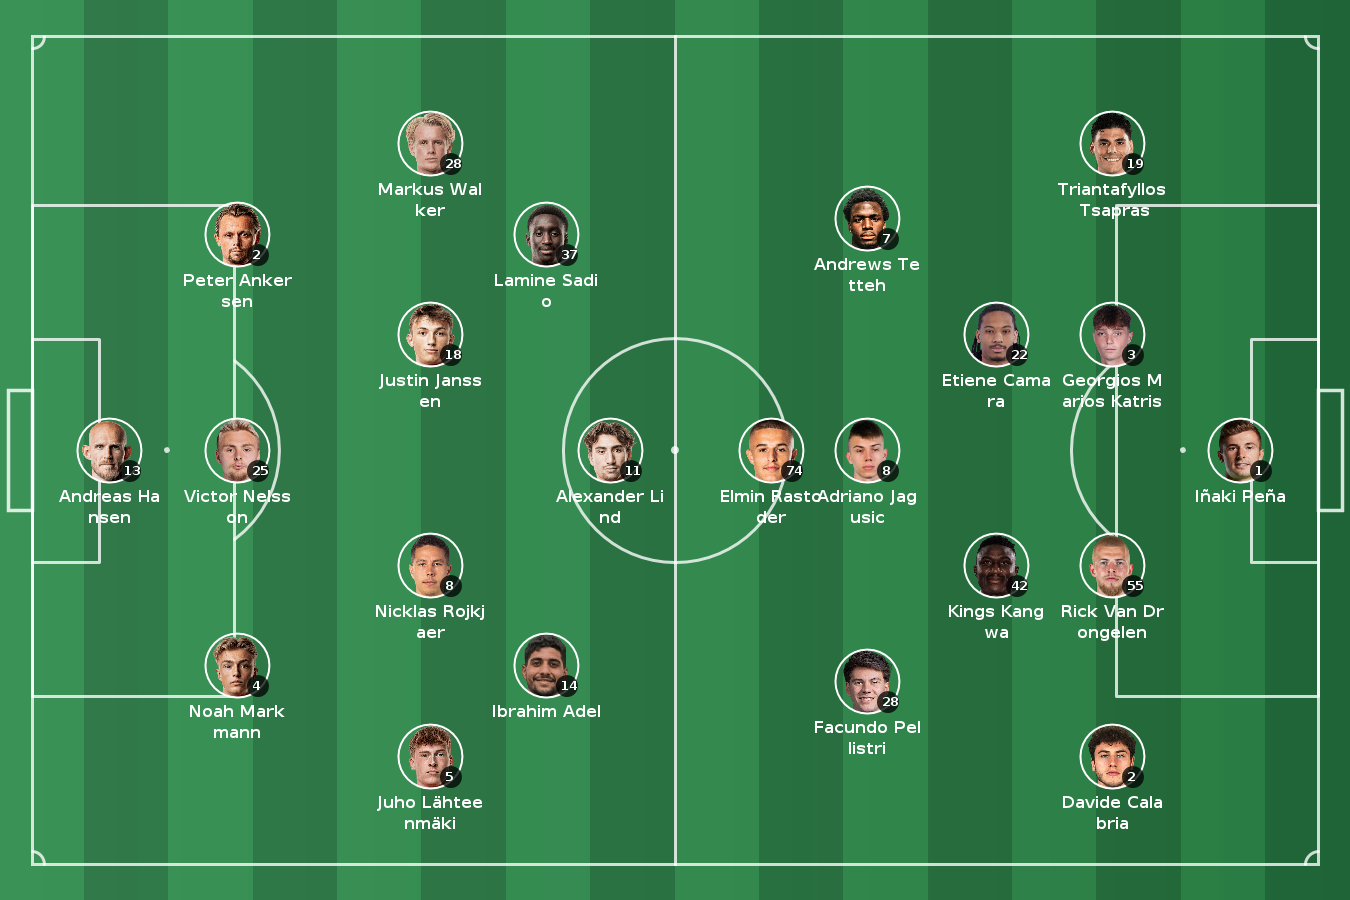 28
Markus Wal
ker
19
Triantafyllos
Tsapras
2
Peter Anker
sen
37
Lamine Sadi
o
7
Andrews Te
tteh
18
Justin Janss
en
22
Etiene Cama
ra
3
Georgios M
arios Katris
13
Andreas Ha
nsen
25
Victor Nelss
on
11
Alexander Li
nd
74
Elmin Rasto
der
8
Adriano Jag
usic
1
Iñaki Peña
8
Nicklas Rojkj
aer
42
Kings Kang
wa
55
Rick Van Dr
ongelen
4
Noah Mark
mann
14
Ibrahim Adel
28
Facundo Pel
listri
5
Juho Lähtee
nmäki
2
Davide Cala
bria